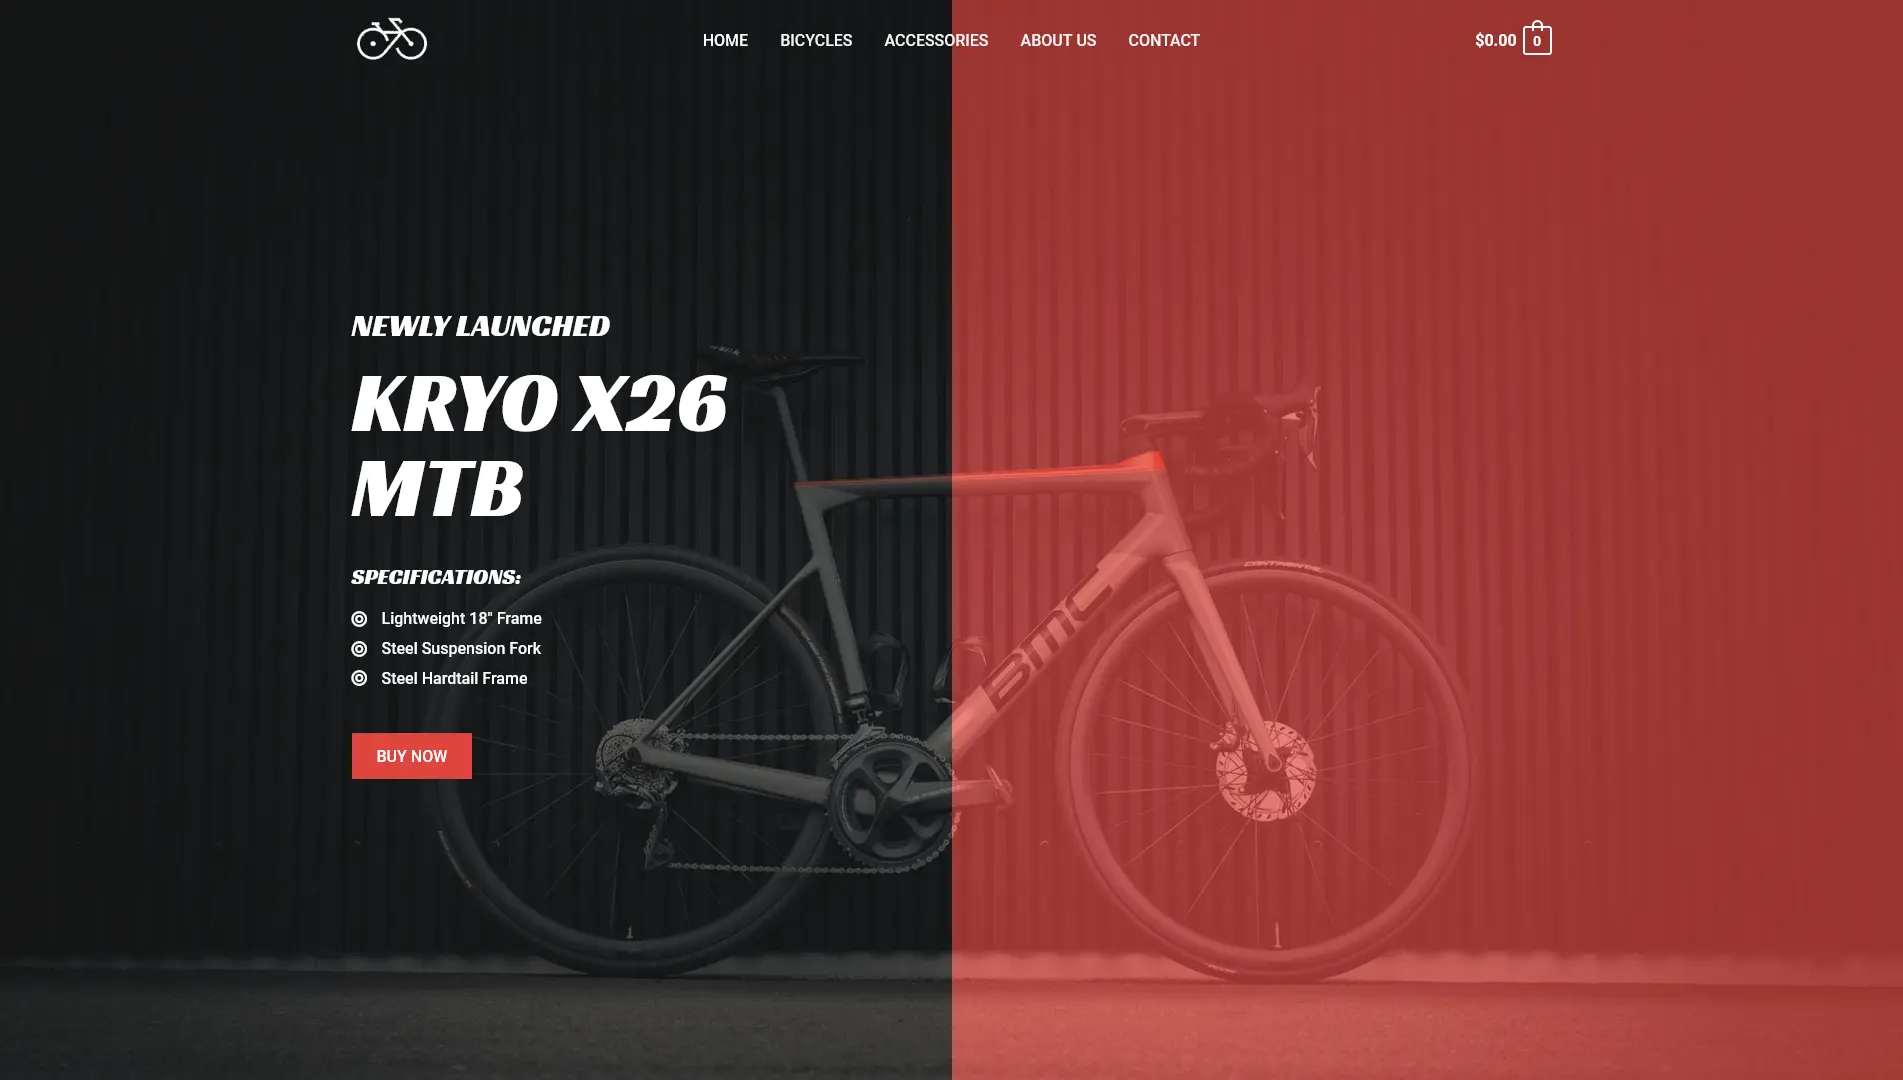 HOME BICYCLES ACCESSORIES ABOUT US CONTACT $0.00 0
NEWLY LAUNCHED
KRYO X26
MTB
SPECIFICATIONS:
Lightweight 18" Frame
Steel Suspension Fork
Steel Hardtail Frame
BUY NOW
BMC
CONTINENTAL